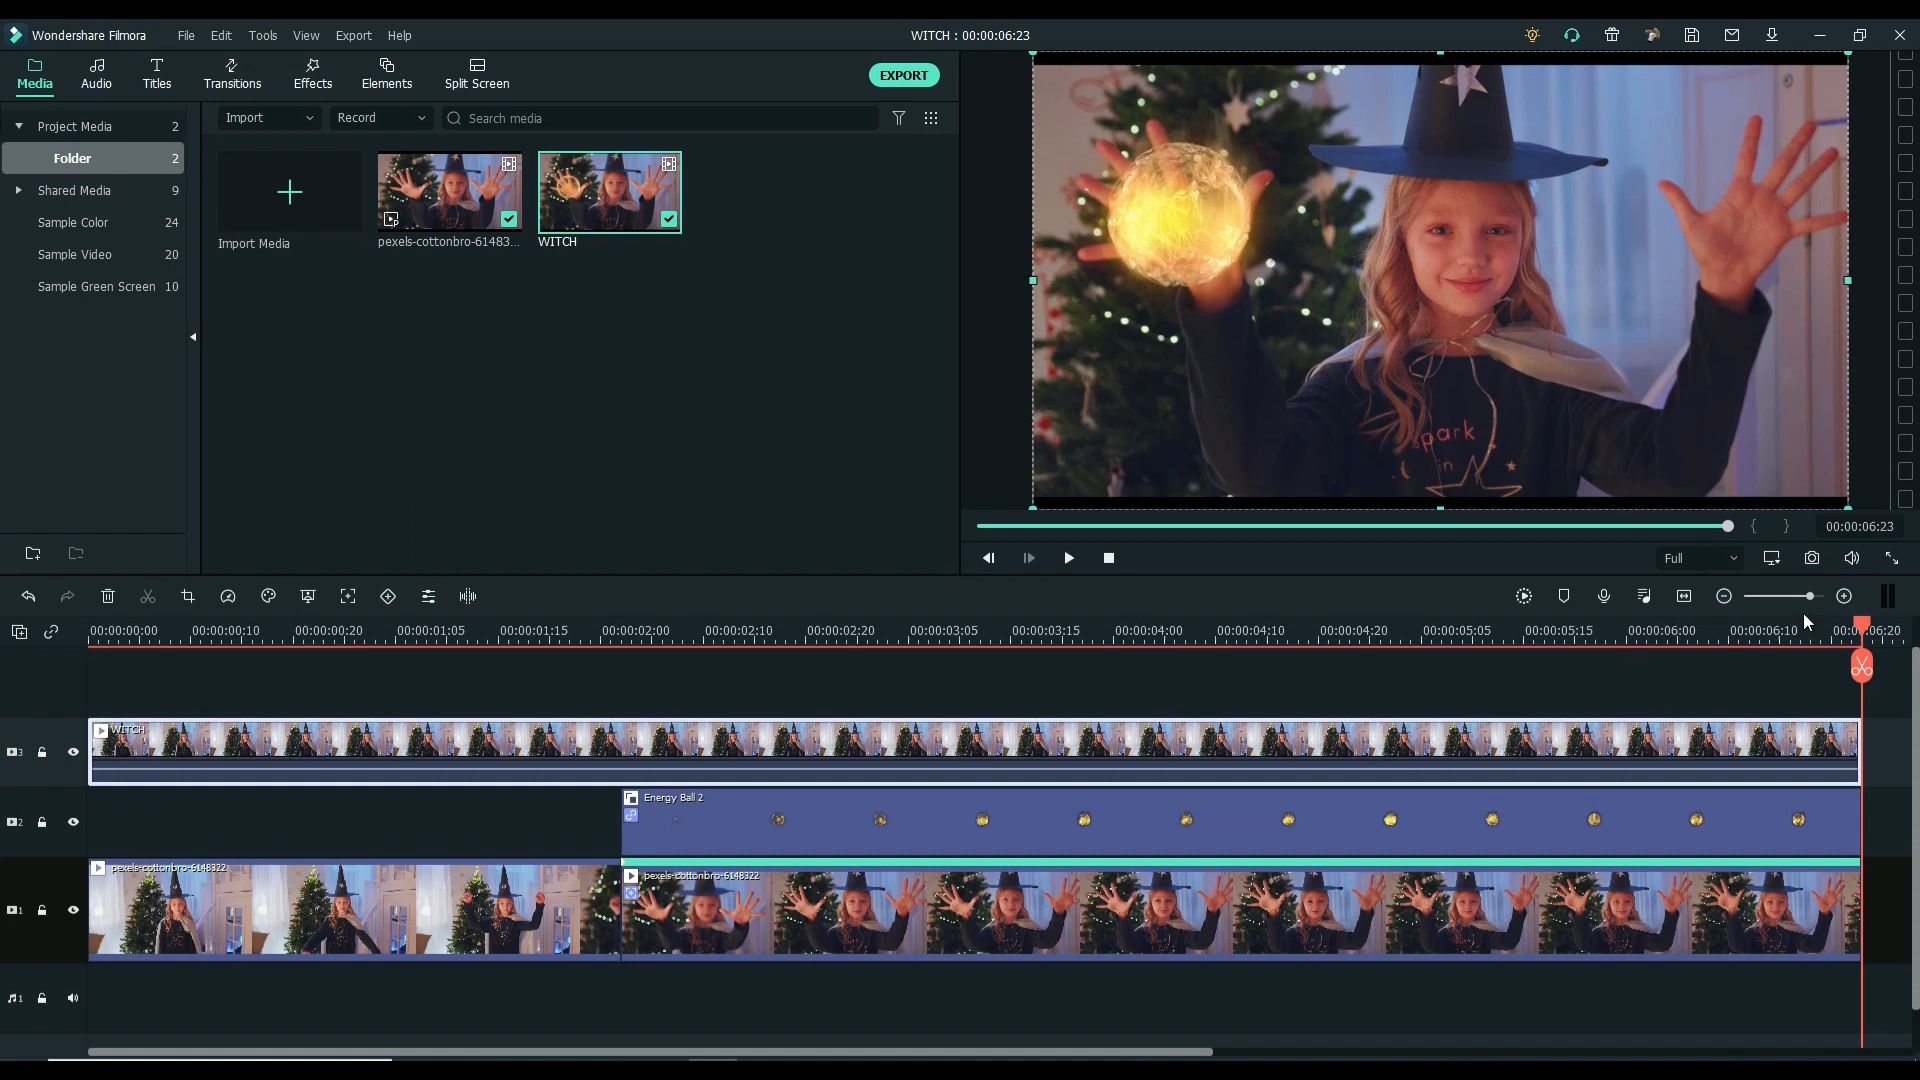 Wondershare Filmora
File
Edit
Tools
View
Export
Help
WITCH : 00:00:06:23
Media
Audio
Titles
Transitions
Effects
Elements
Split Screen
EXPORT
Project Media 2
Folder 2
Shared Media 9
Sample Color 24
Sample Video 20
Sample Green Screen 10
Import
Record
Search media
Import Media
pexels-cottonbro-61483...
WITCH
spark
in
00:00:06:23
Full
00:00:00:00
00:00:00:10
00:00:00:20
00:00:01:05
00:00:01:15
00:00:02:00
00:00:02:10
00:00:02:20
00:00:03:05
00:00:03:15
00:00:04:00
00:00:04:10
00:00:04:20
00:00:05:05
00:00:05:15
00:00:06:00
00:00:06:10
3
WITCH
2
Energy Ball 2
1
pexels-cottonbro-6148322
pexels-cottonbro-6148322
1